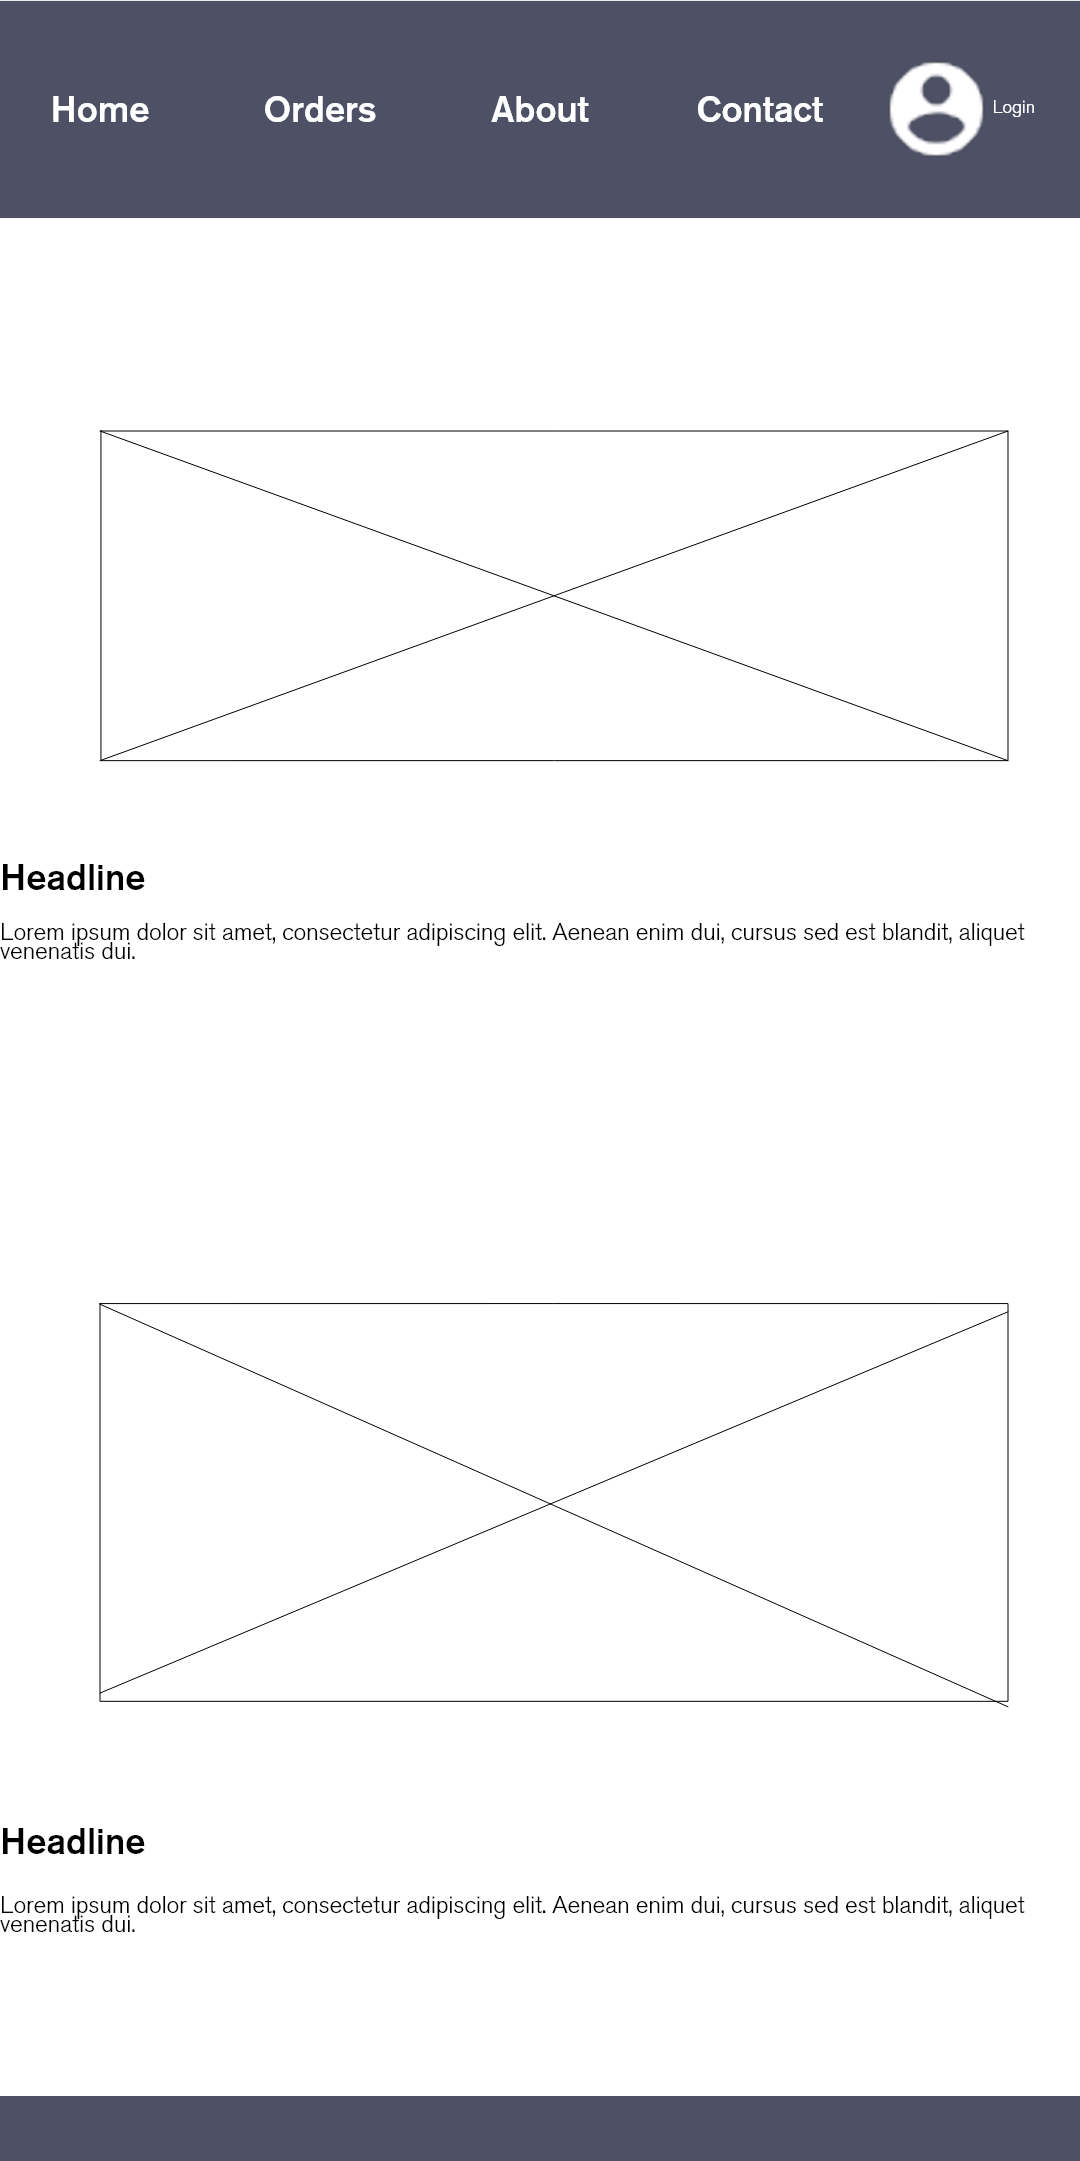 Home Orders About Contact Login
Headline
Lorem ipsum dolor sit amet, consectetur adipiscing elit. Aenean enim dui, cursus sed est blandit, aliquet
venenatis dui.
Headline
Lorem ipsum dolor sit amet, consectetur adipiscing elit. Aenean enim dui, cursus sed est blandit, aliquet
venenatis dui.